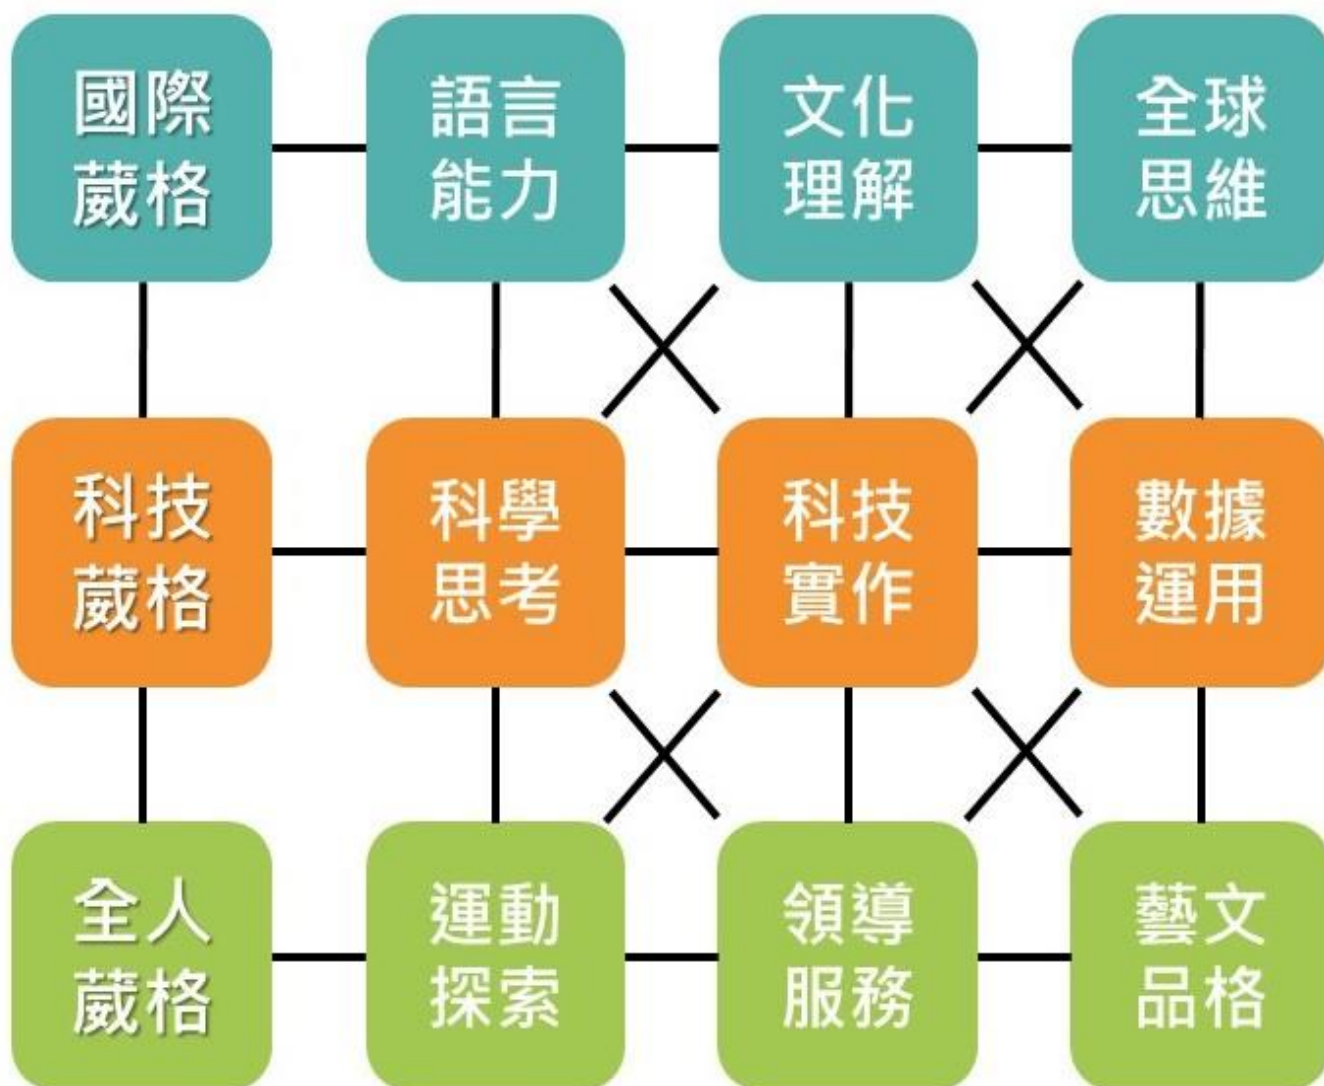 國際
葳格
語言
能力
文化
理解
全球
思維
科技
葳格
科學
思考
科技
實作
數據
運用
全人
葳格
運動
探索
領導
服務
藝文
品格